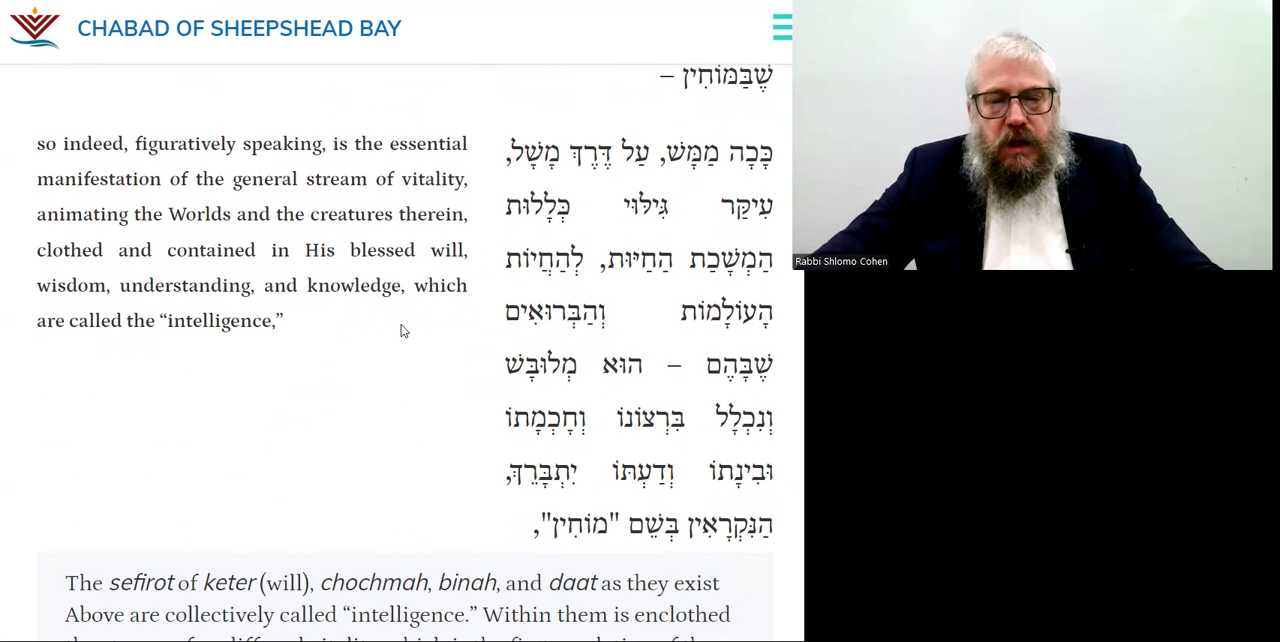 CHABAD OF SHEEPSHEAD BAY
שֶׁבַּמּוֹחִין –
so indeed, figuratively speaking, is the essential
manifestation of the general stream of vitality,
animating the Worlds and the creatures therein,
clothed and contained in His blessed will,
wisdom, understanding, and knowledge, which
are called the “intelligence,”
כָּכָה מַמָּשׁ, עַל דֶּרֶךְ מָשָׁל,
עִיקַּר גִּילּוּי כְּלָלוּת
הַמְשָׁכַת הַחַיּוּת, לְהַחֲיוֹת
הָעוֹלָמוֹת וְהַבְּרוּאִים
שֶׁבָּהֶם – הוּא מְלוּבָּשׁ
וְנִכְלָל בִּרְצוֹנוֹ וְחָכְמָתוֹ
וּבִינָתוֹ וְדַעְתּוֹ יִתְבָּרֵךְ,
הַנִּקְרָאִין בְּשֵׁם "מוֹחִין",
The sefirot of keter (will), chochmah, binah, and daat as they exist
Above are collectively called “intelligence.” Within them is enclothed
Rabbi Shlomo Cohen